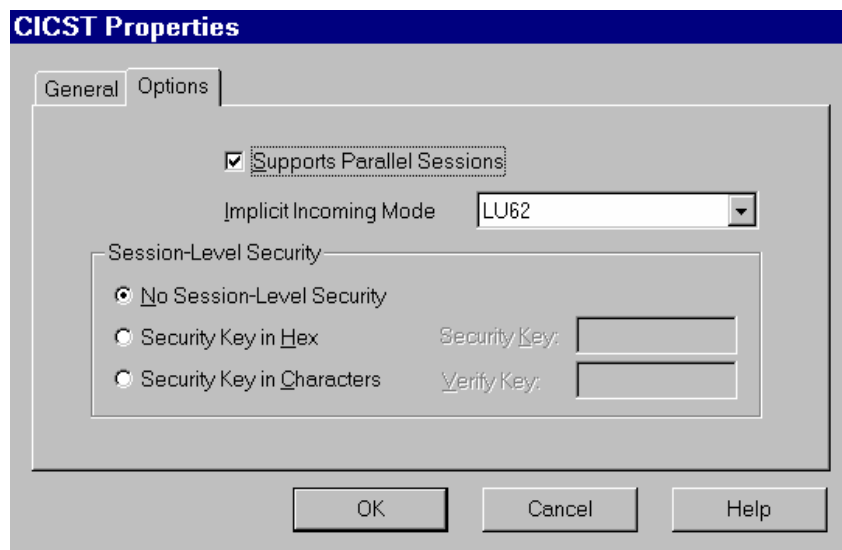 CICST Properties
General Options
Supports Parallel Sessions
Implicit Incoming Mode LU62
Session-Level Security
No Session-Level Security
Security Key in Hex Security Key:
Security Key in Characters Verify Key:
OK Cancel Help